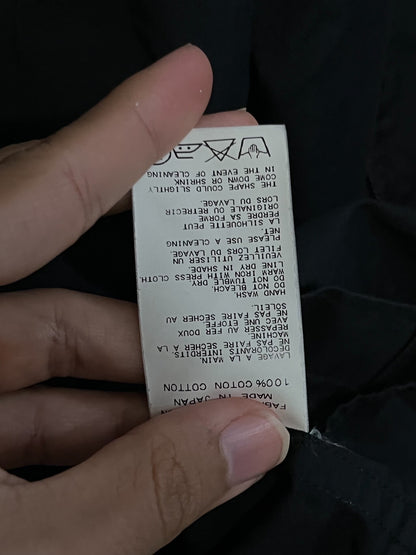 MADE IN JAPAN
100% COTON COTTON
LAVAGE A LA MAIN.
DECOLORANTS INTERDITS.
NE PAS FAIRE SECHER A LA
MACHINE.
REPASSER AU FER DOUX
AVEC UNE ETOFFE
NE PAS FAIRE SECHER AU
SOLEIL.
HAND WASH.
DO NOT BLEACH.
DO NOT TUMBLE DRY.
WARM IRON WITH PRESS CLOTH.
LINE DRY IN SHADE.
VEUILLEZ UTILISER UN
FILET LORS DU LAVAGE.
PLEASE USE A CLEANING
NET.
LA SILHOUETTE PEUT
PERDRE SA FORME
ORIGINALE OU RETRECIR
LORS DU LAVAGE.
THE SHAPE COULD SLIGHTLY
COME DOWN OR SHRINK
IN THE EVENT OF CLEANING